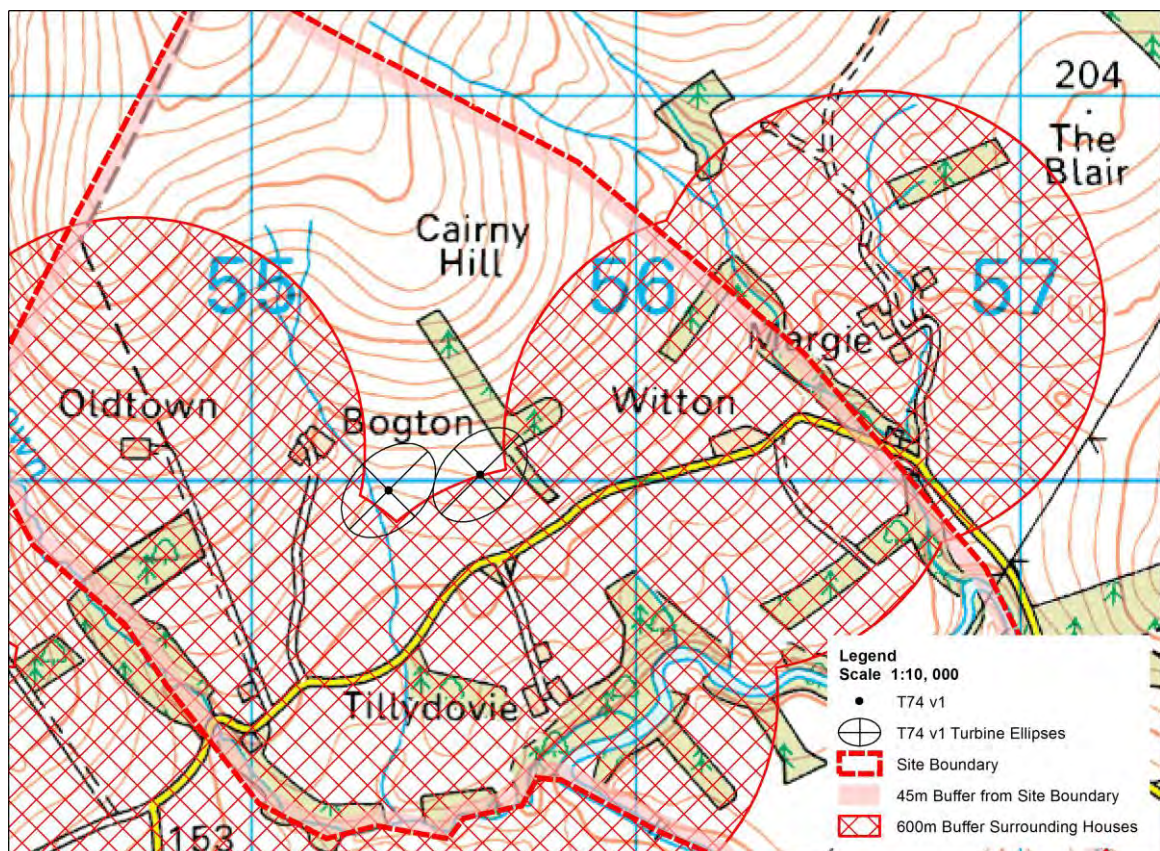 204
The
Blair
Cairny
Hill
55
56
57
Margie
Oldtown
Bogton
Witton
Tillydovie
153
Legend
Scale 1:10, 000
T74 v1
T74 v1 Turbine Ellipses
Site Boundary
45m Buffer from Site Boundary
600m Buffer Surrounding Houses